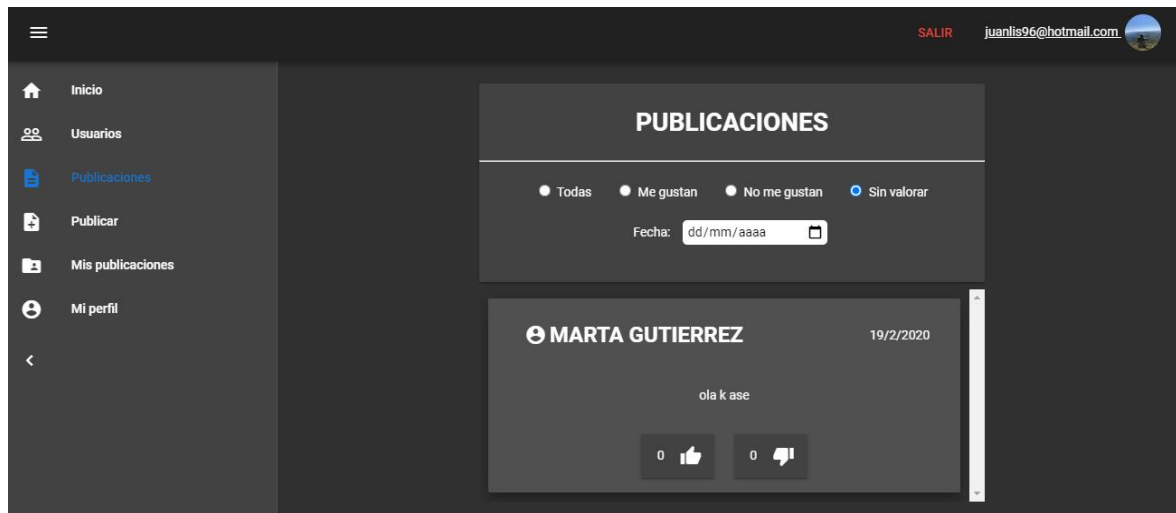 SALIR juanlis96@hotmail.com
Inicio
Usuarios
Publicaciones
Publicar
Mis publicaciones
Mi perfil
PUBLICACIONES
Todas Me gustan No me gustan Sin valorar
Fecha: dd/mm/aaaa
MARTA GUTIERREZ 19/2/2020
ola k ase
0 0